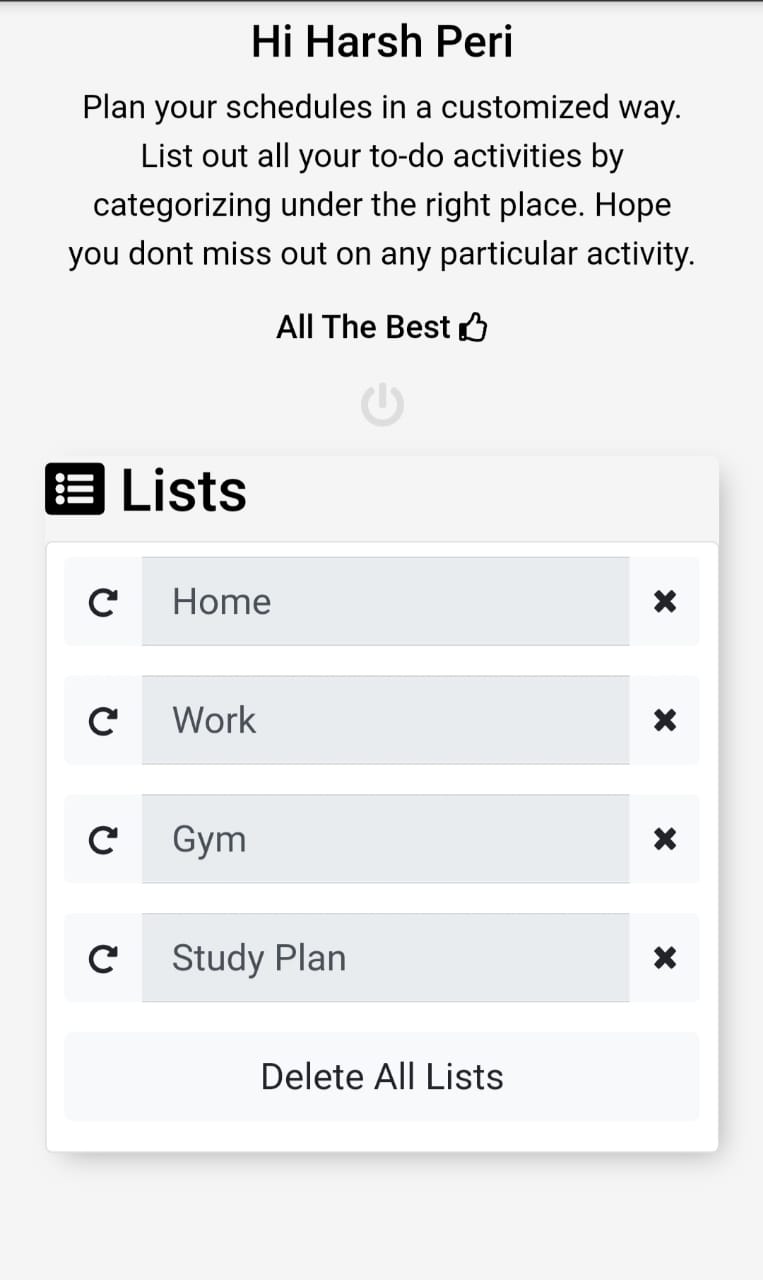 Hi Harsh Peri
Plan your schedules in a customized way.
List out all your to-do activities by
categorizing under the right place. Hope
you dont miss out on any particular activity.
All The Best
Lists
Home
Work
Gym
Study Plan
Delete All Lists